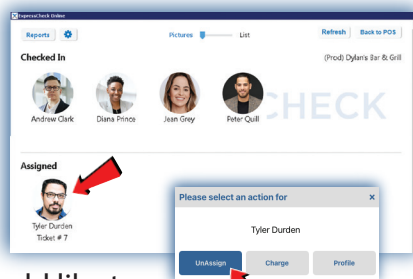 ExpressCheck Online
Reports Pictures List Refresh Back to POS
Checked In (Prod) Dylan's Bar & Grill
CHECK
Andrew Clark Diana Prince Jean Grey Peter Quill
Assigned
Tyler Durden
Ticket # 7
Please select an action for x
Tyler Durden
UnAssign Charge Profile